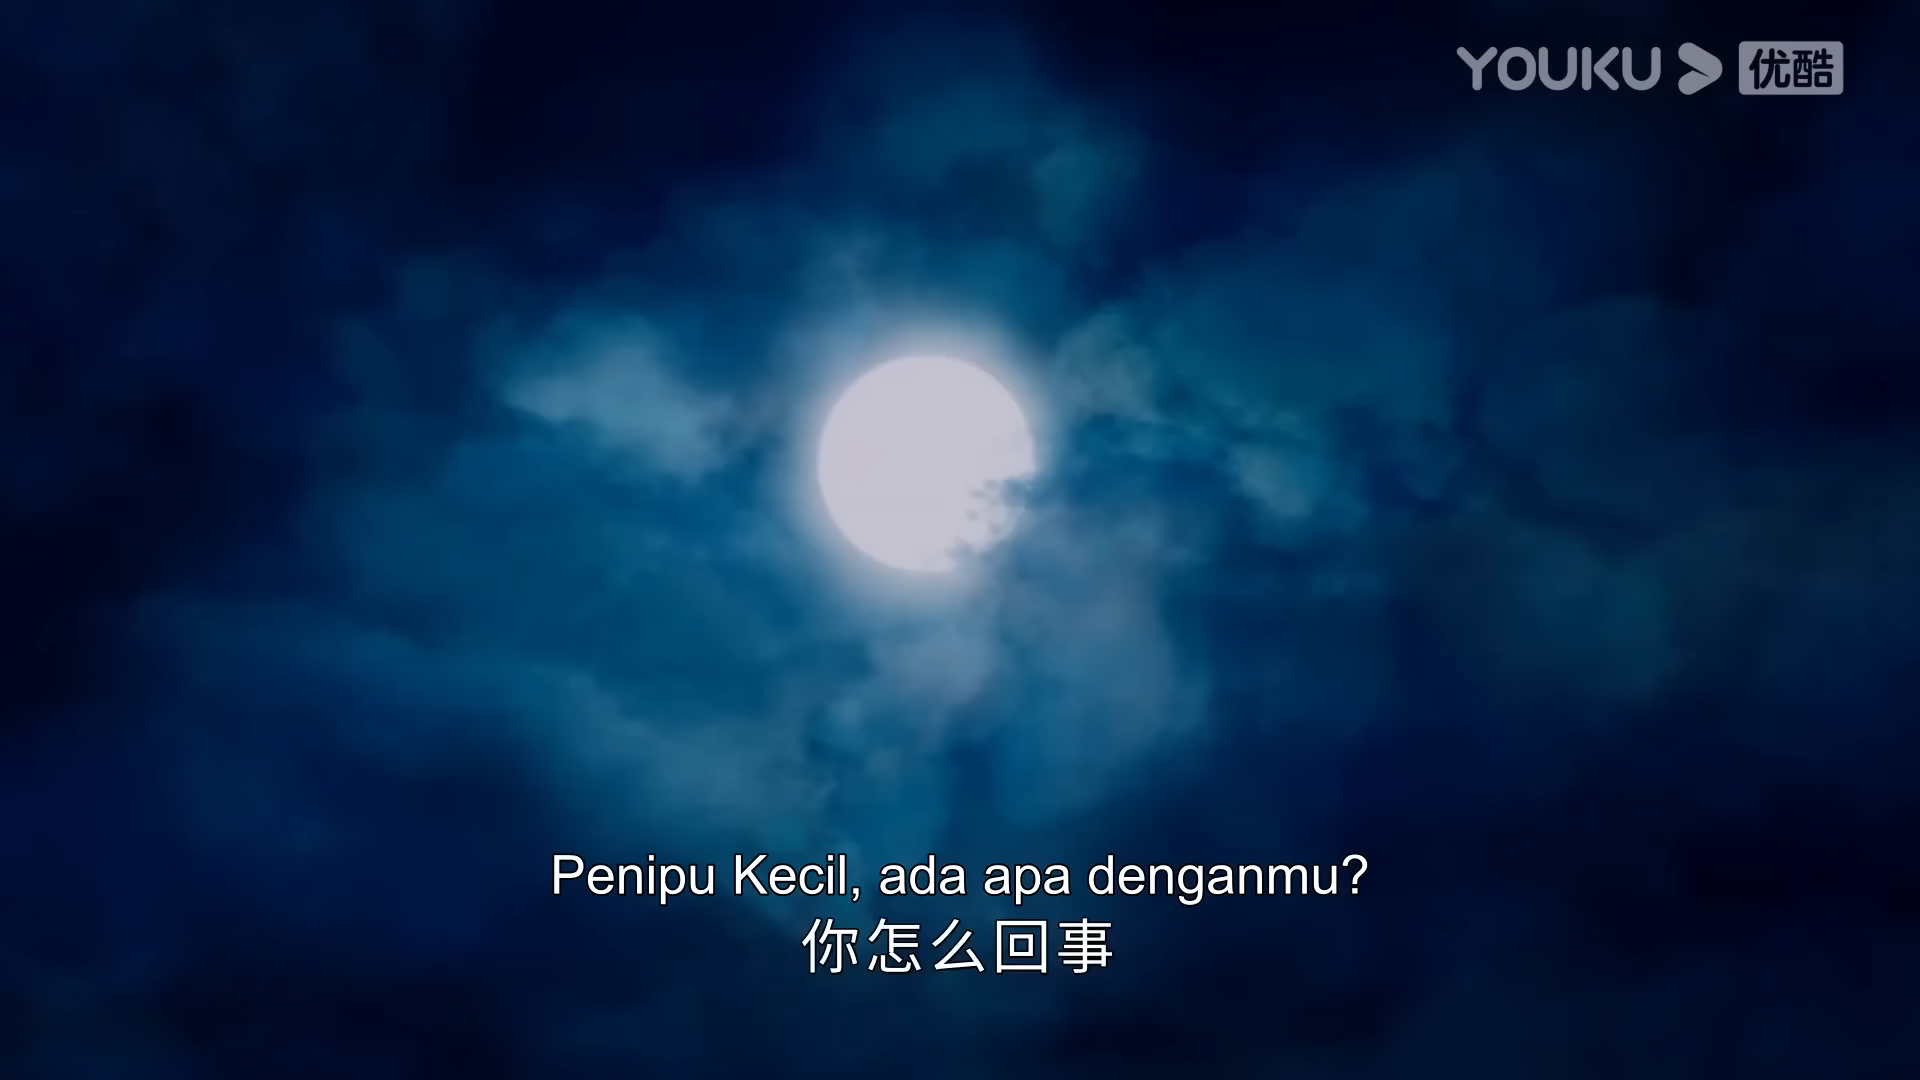 YOUKU 优酷
Penipu Kecil, ada apa denganmu?
你怎么回事